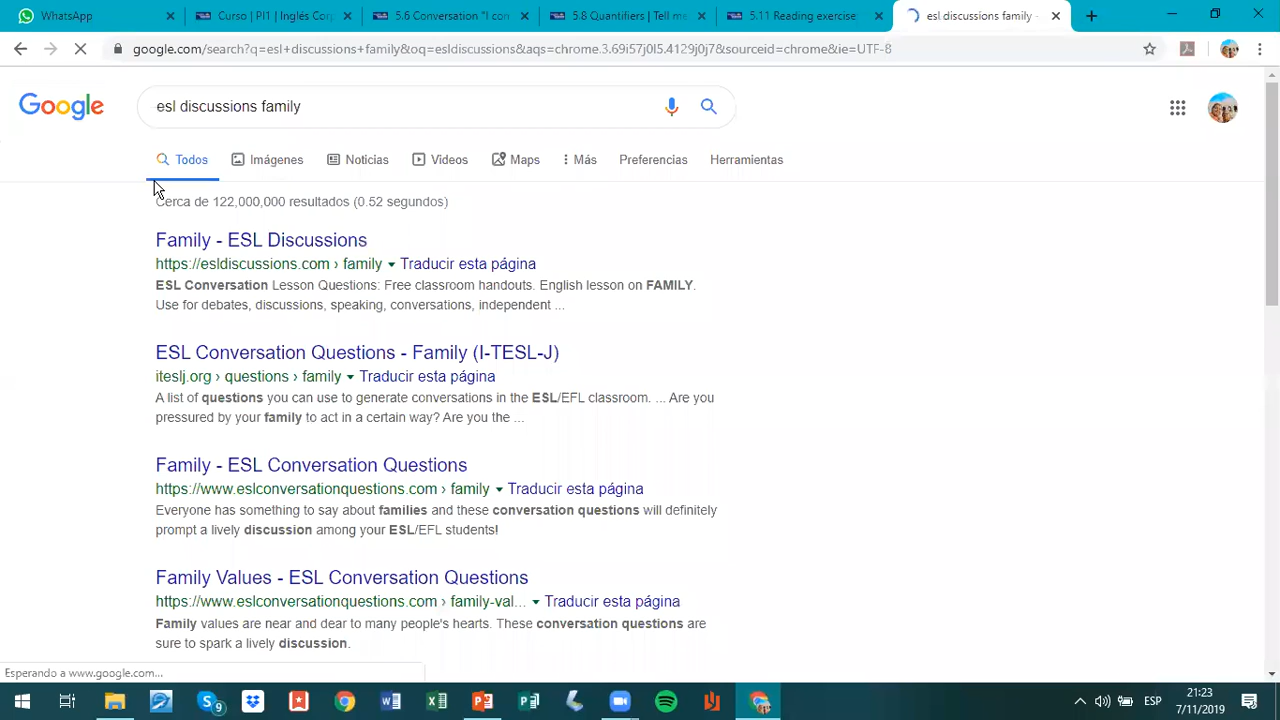 WhatsApp
Curso | PI1 | Inglés Cor
5.6 Conversation "I con
5.8 Quantifiers | Tell me
5.11 Reading exercise
esl discussions family -
google.com/search?q=esl+discussions+family&oq=esldiscussions&aqs=chrome.3.69i57j0l5.4129j0j7&sourceid=chrome&ie=UTF-8
Google
esl discussions family
Todos Imágenes Noticias Videos Maps Más Preferencias Herramientas
Cerca de 122,000,000 resultados (0.52 segundos)
Family - ESL Discussions
https://esldiscussions.com › family Traducir esta página
ESL Conversation Lesson Questions: Free classroom handouts. English lesson on FAMILY.
Use for debates, discussions, speaking, conversations, independent ...
ESL Conversation Questions - Family (I-TESL-J)
iteslj.org › questions › family Traducir esta página
A list of questions you can use to generate conversations in the ESL/EFL classroom. ... Are you
pressured by your family to act in a certain way? Are you the ...
Family - ESL Conversation Questions
https://www.eslconversationquestions.com › family Traducir esta página
Everyone has something to say about families and these conversation questions will definitely
prompt a lively discussion among your ESL/EFL students!
Family Values - ESL Conversation Questions
https://www.eslconversationquestions.com › family-val... Traducir esta página
Family values are near and dear to many people's hearts. These conversation questions are
sure to spark a lively discussion.
Esperando a www.google.com...
9
ESP
21:23
7/11/2019